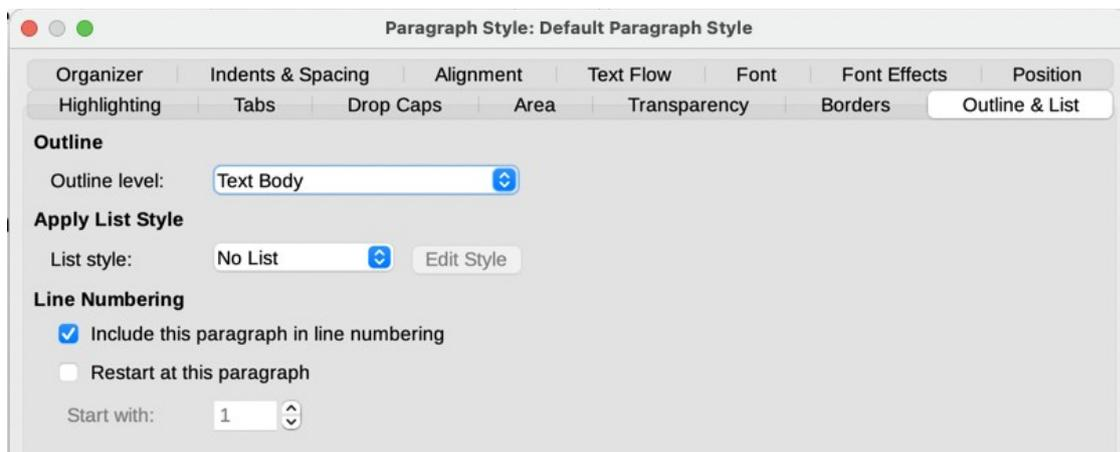 Paragraph Style: Default Paragraph Style
Organizer Indents & Spacing Alignment Text Flow Font Font Effects Position
Highlighting Tabs Drop Caps Area Transparency Borders Outline & List
Outline
Outline level: Text Body
Apply List Style
List style: No List Edit Style
Line Numbering
Include this paragraph in line numbering
Restart at this paragraph
Start with: 1